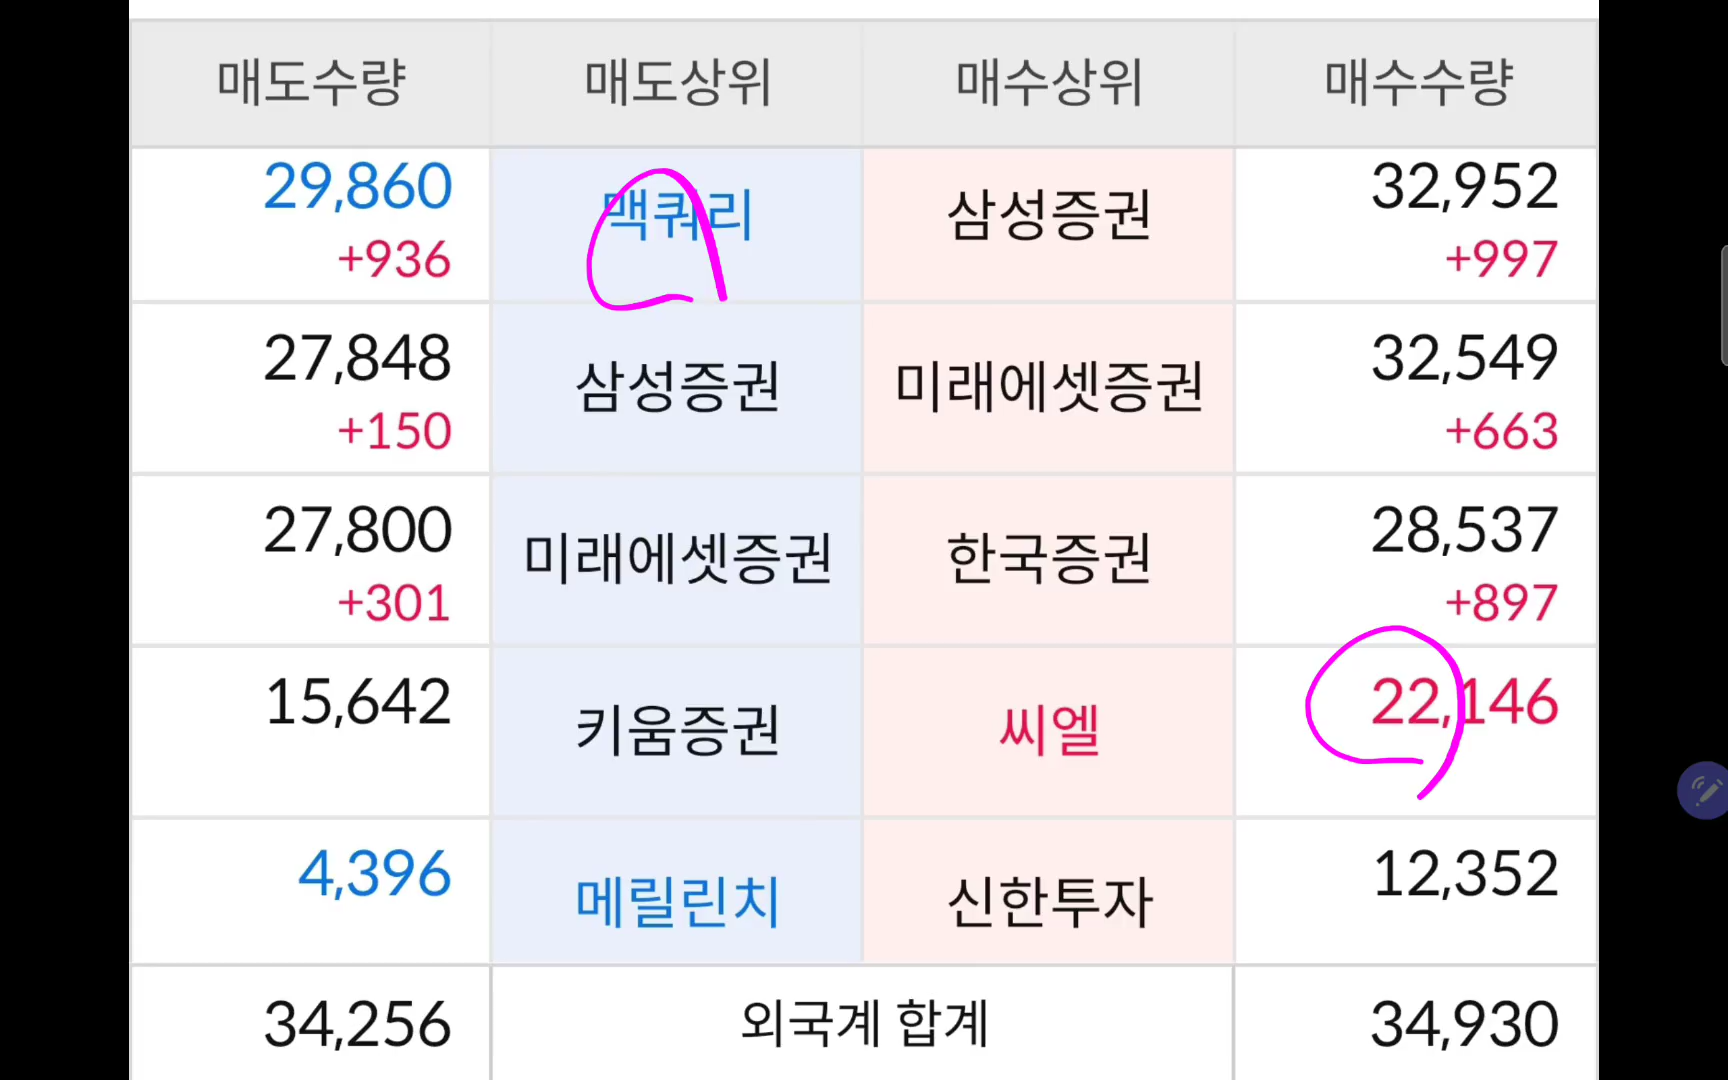 매도수량 매도상위 매수상위 매수수량
29,860 맥쿼리 삼성증권 32,952
+936 +997
27,848 삼성증권 미래에셋증권 32,549
+150 +663
27,800 미래에셋증권 한국증권 28,537
+301 +897
15,642 키움증권 씨엘 22,146
4,396 메릴린치 신한투자 12,352
34,256 외국계 합계 34,930